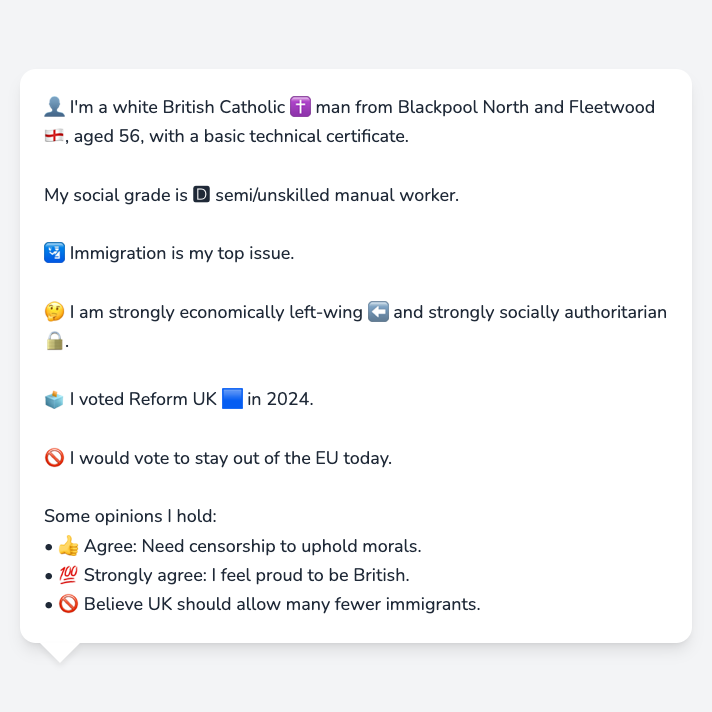 👤 I'm a white British Catholic ✝️ man from Blackpool North and Fleetwood
🏴󠁧󠁢󠁥󠁮󠁧󠁿, aged 56, with a basic technical certificate.
My social grade is 🅳 semi/unskilled manual worker.
🛂 Immigration is my top issue.
🤔 I am strongly economically left-wing ⬅️ and strongly socially authoritarian
🔒.
🗳️ I voted Reform UK 🟦 in 2024.
🚫 I would vote to stay out of the EU today.
Some opinions I hold:
• 👍 Agree: Need censorship to uphold morals.
• 💯 Strongly agree: I feel proud to be British.
• 🚫 Believe UK should allow many fewer immigrants.